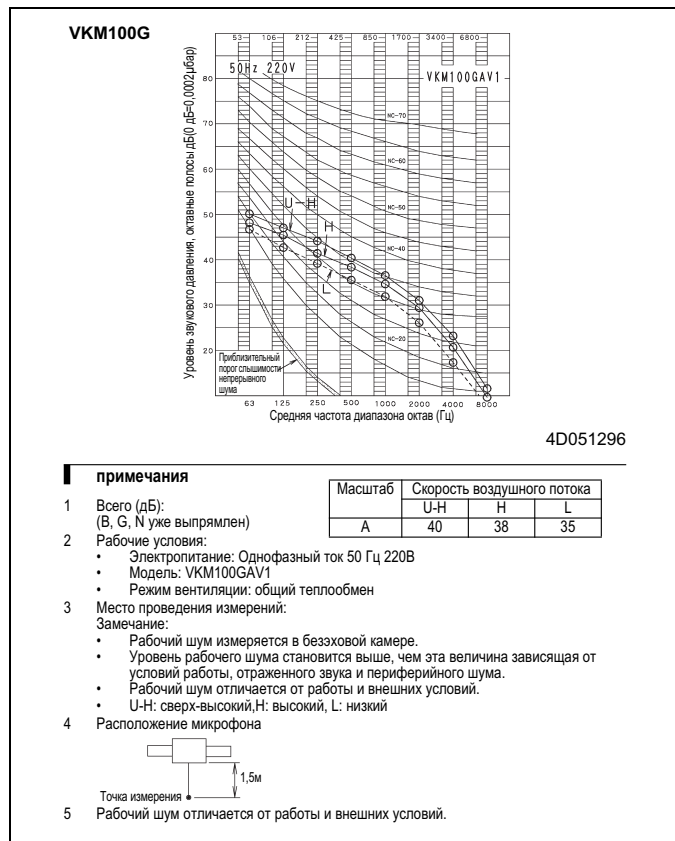 VKM100G
53 106 212 425 850 1700 3400 6800
50Hz 220V
VKM100GAV1
Уровень звукового давления, октавные полосы дБ(0 дБ=0,0002μбар)
80
NC-70
70
NC-60
60
NC-50
50
U-H
H
NC-40
40
L
NC-30
30
NC-20
20
Приблизительный
порог слышимости
непрерывного
шума
63 125 250 500 1000 2000 4000 8000
Средняя частота диапазона октав (Гц)
4D051296
примечания
1 Всего (дБ):
(B, G, N уже выпрямлен)
Масштаб Скорость воздушного потока
U-H H L
A 40 38 35
2 Рабочие условия:
• Электропитание: Однофазный ток 50 Гц 220В
• Модель: VKM100GAV1
• Режим вентиляции: общий теплообмен
3 Место проведения измерений:
Замечание:
• Рабочий шум измеряется в безэховой камере.
• Уровень рабочего шума становится выше, чем эта величина зависящая от
условий работы, отраженного звука и периферийного шума.
• Рабочий шум отличается от работы и внешних условий.
• U-H: сверх-высокий,H: высокий, L: низкий
4 Расположение микрофона
1,5м
Точка измерения
5 Рабочий шум отличается от работы и внешних условий.